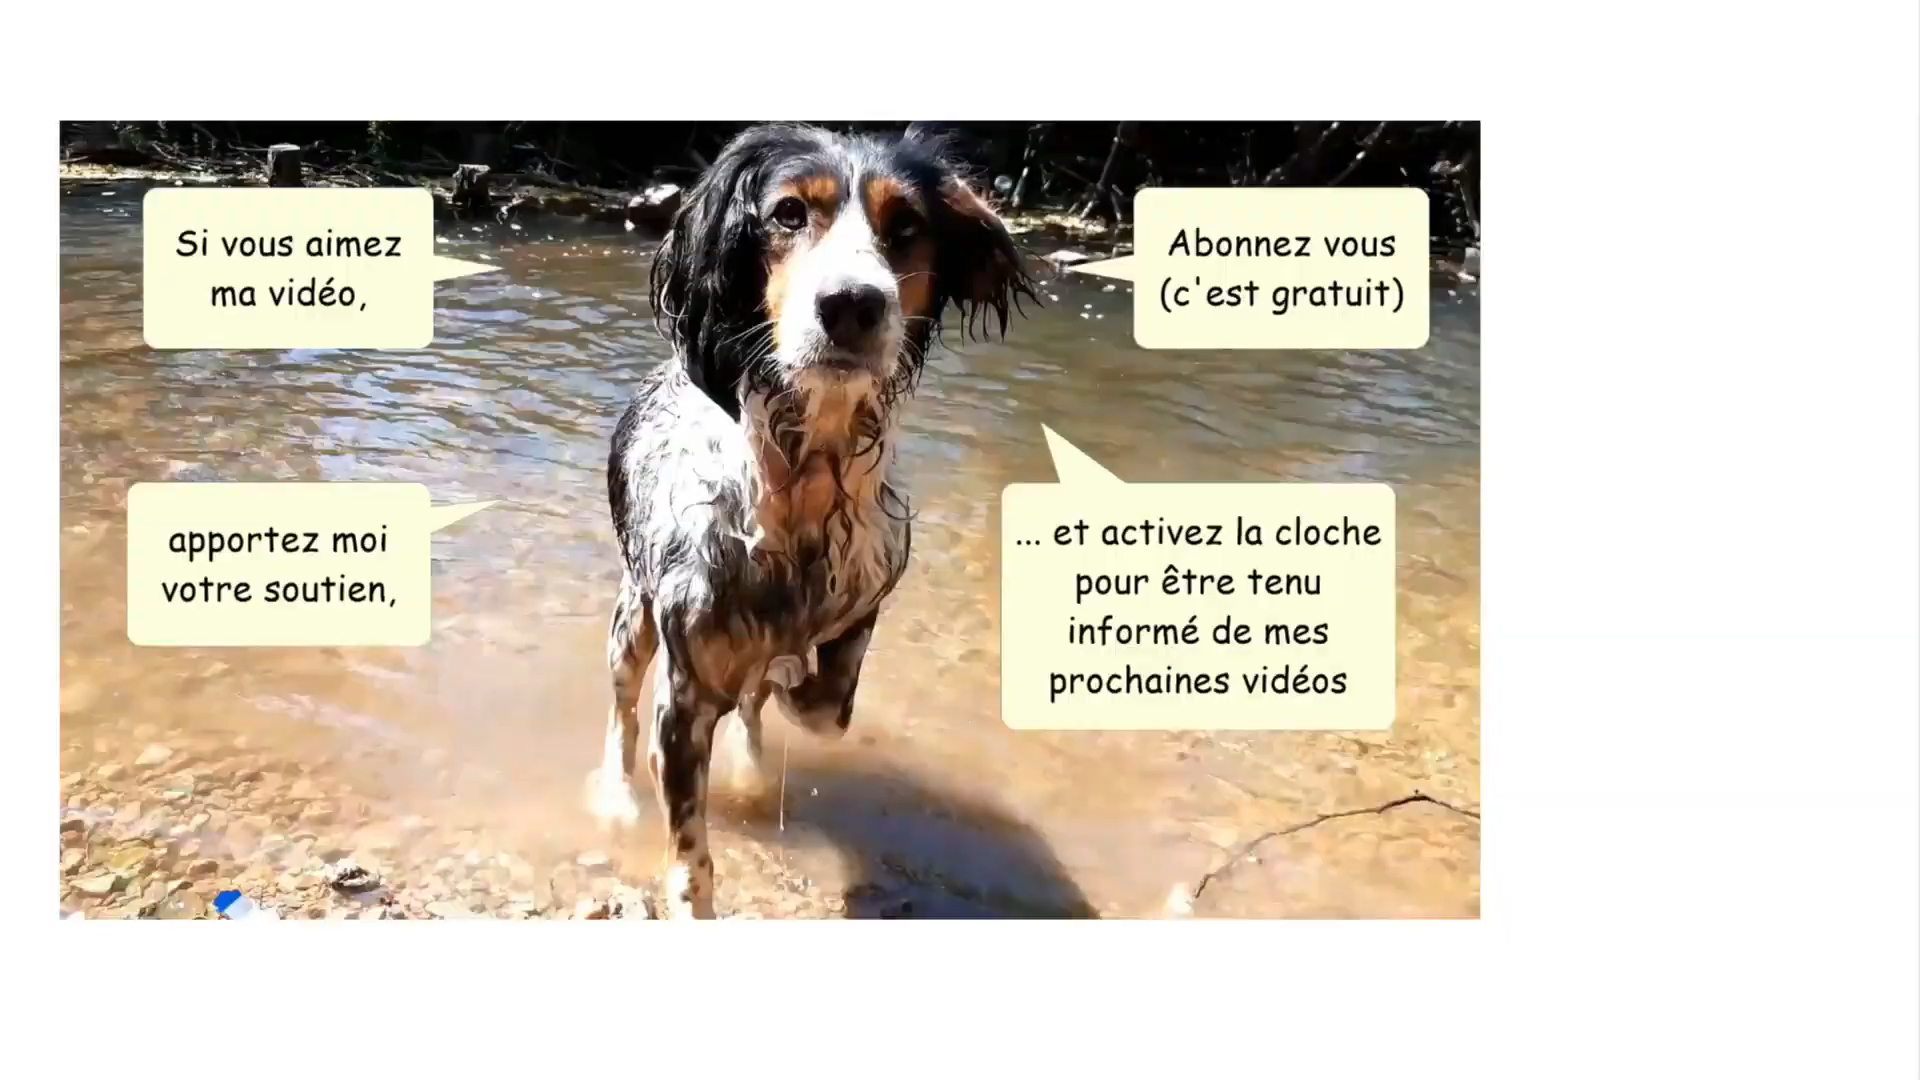 Si vous aimez
ma vidéo,
apportez moi
votre soutien,
Abonnez vous
(c'est gratuit)
... et activez la cloche
pour être tenu
informé de mes
prochaines vidéos